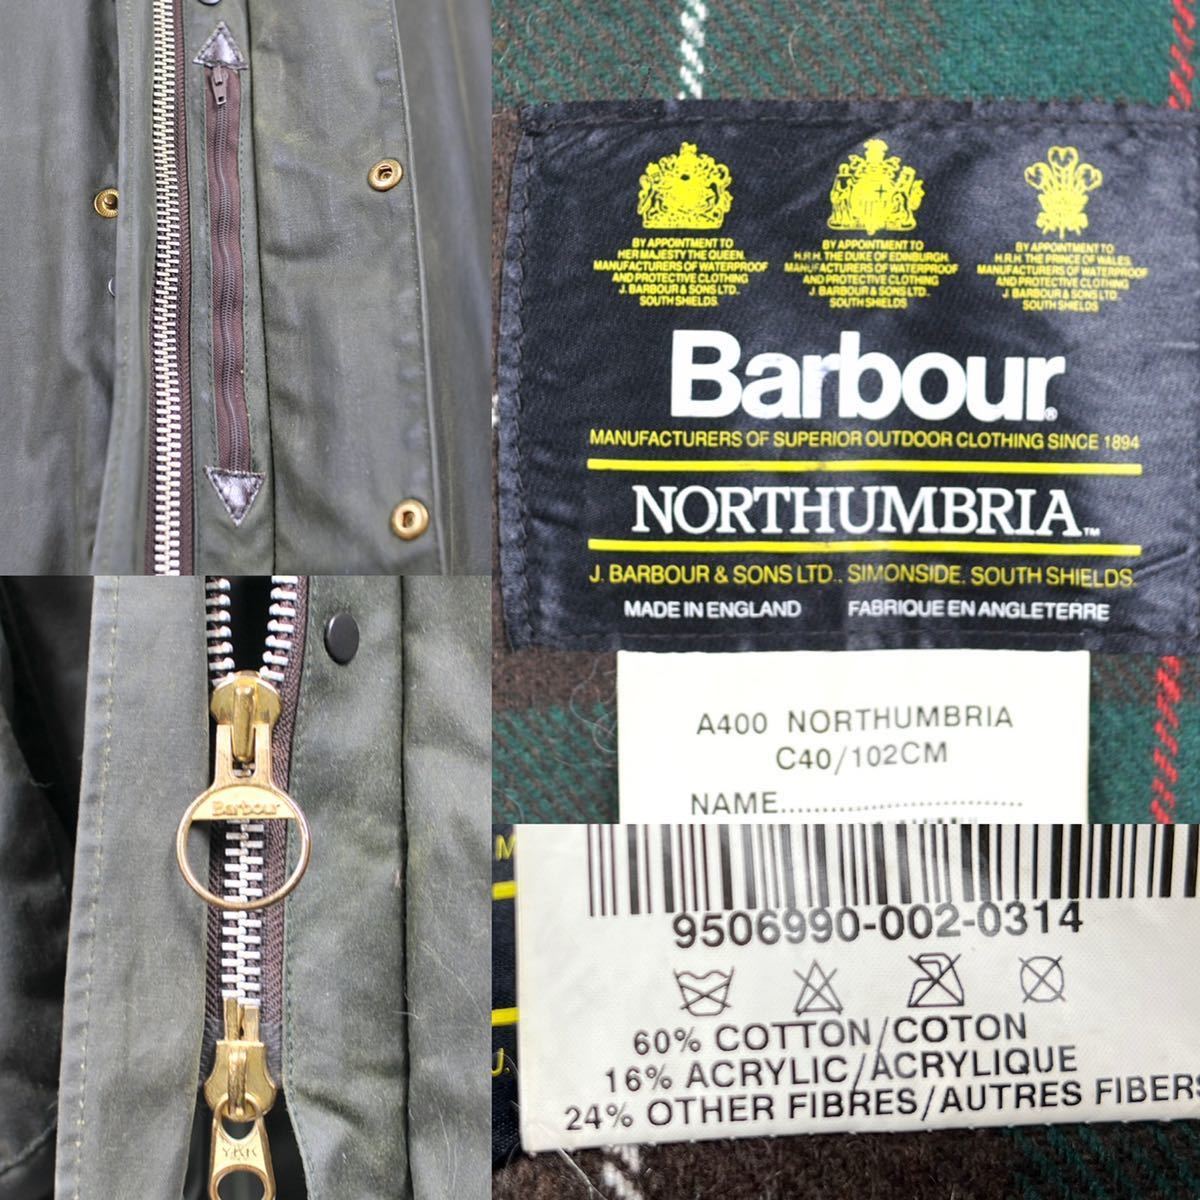 BY APPOINTMENT TO
HER MAJESTY THE QUEEN.
MANUFACTURERS OF WATERPROOF
AND PROTECTIVE CLOTHING
J. BARBOUR & SONS LTD.,
SOUTH SHIELDS
BY APPOINTMENT TO
H.R.H. THE DUKE OF EDINBURGH.
MANUFACTURERS OF WATERPROOF
AND PROTECTIVE CLOTHING
J. BARBOUR & SONS LTD.,
SOUTH SHIELDS
BY APPOINTMENT TO
H.R.H. THE PRINCE OF WALES.
MANUFACTURERS OF WATERPROOF
AND PROTECTIVE CLOTHING
J. BARBOUR & SONS LTD.,
SOUTH SHIELDS
Barbour®
MANUFACTURERS OF SUPERIOR OUTDOOR CLOTHING SINCE 1894
NORTHUMBRIA™
J. BARBOUR & SONS LTD., SIMONSIDE, SOUTH SHIELDS.
MADE IN ENGLAND FABRIQUE EN ANGLETERRE
A400 NORTHUMBRIA
C40/102CM
NAME..............................
Barbour
YKK
M
J.
9506990-002-0314
60% COTTON/COTON
16% ACRYLIC/ACRYLIQUE
24% OTHER FIBRES/AUTRES FIBERS